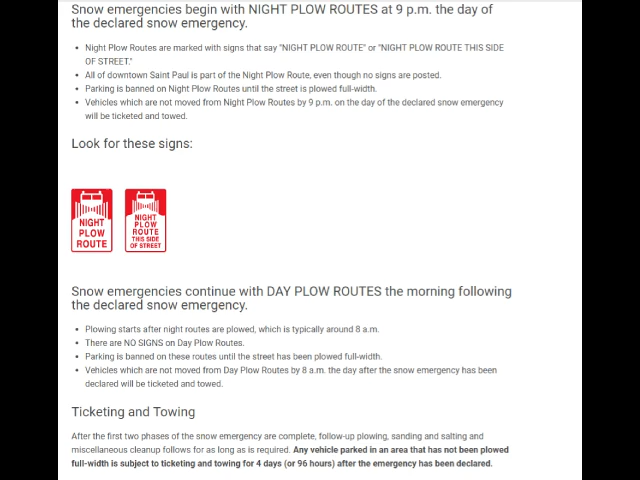 Snow emergencies begin with NIGHT PLOW ROUTES at 9 p.m. the day of
the declared snow emergency.
• Night Plow Routes are marked with signs that say "NIGHT PLOW ROUTE" or "NIGHT PLOW ROUTE THIS SIDE
OF STREET."
• All of downtown Saint Paul is part of the Night Plow Route, even though no signs are posted.
• Parking is banned on Night Plow Routes until the street is plowed full-width.
• Vehicles which are not moved from Night Plow Routes by 9 p.m. on the day of the declared snow emergency
will be ticketed and towed.
Look for these signs:
NIGHT
PLOW
ROUTE
NIGHT
PLOW
ROUTE
THIS SIDE
OF STREET
Snow emergencies continue with DAY PLOW ROUTES the morning following
the declared snow emergency.
• Plowing starts after night routes are plowed, which is typically around 8 a.m.
• There are NO SIGNS on Day Plow Routes.
• Parking is banned on these routes until the street has been plowed full-width.
• Vehicles which are not moved from Day Plow Routes by 8 a.m. the day after the snow emergency has been
declared will be ticketed and towed.
Ticketing and Towing
After the first two phases of the snow emergency are complete, follow-up plowing, sanding and salting and
miscellaneous cleanup follows for as long as is required. Any vehicle parked in an area that has not been plowed
full-width is subject to ticketing and towing for 4 days (or 96 hours) after the emergency has been declared.